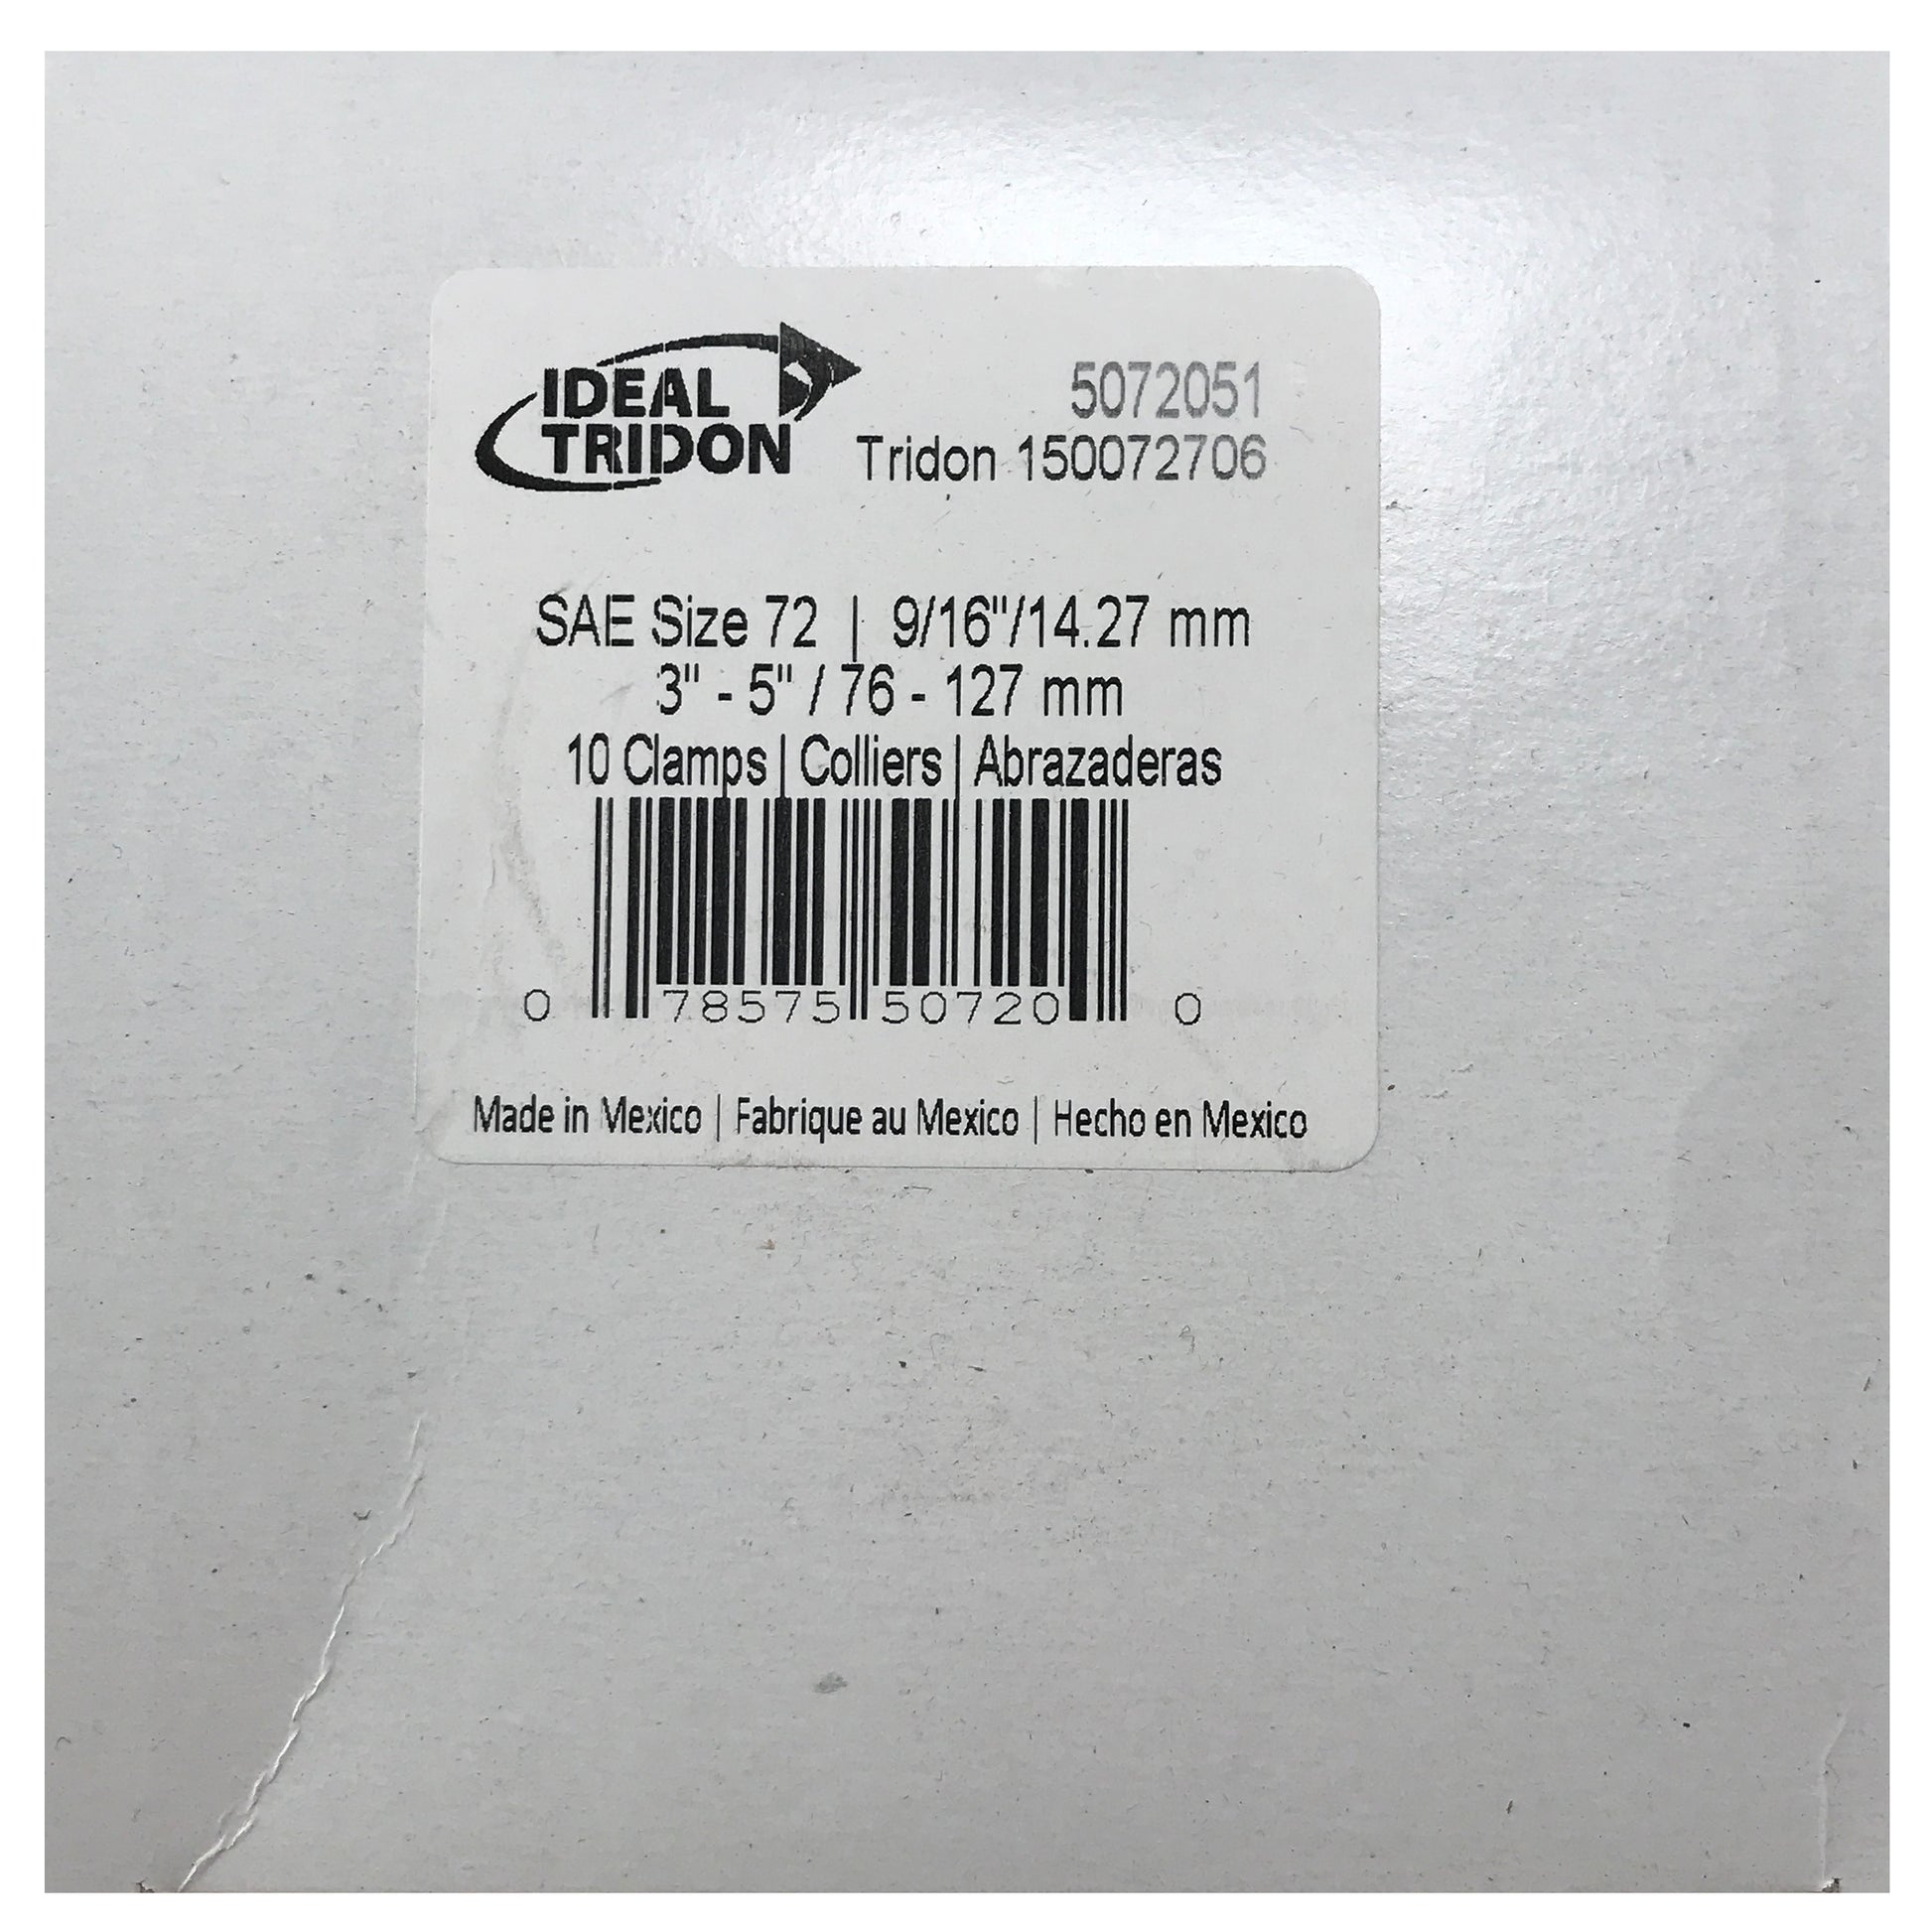 IDEAL
TRIDON
5072051
Tridon 150072706
SAE Size 72 | 9/16"/14.27 mm
3" - 5" / 76 - 127 mm
10 Clamps | Colliers | Abrazaderas
0 78575 50720 0
Made in Mexico | Fabrique au Mexico | Hecho en Mexico